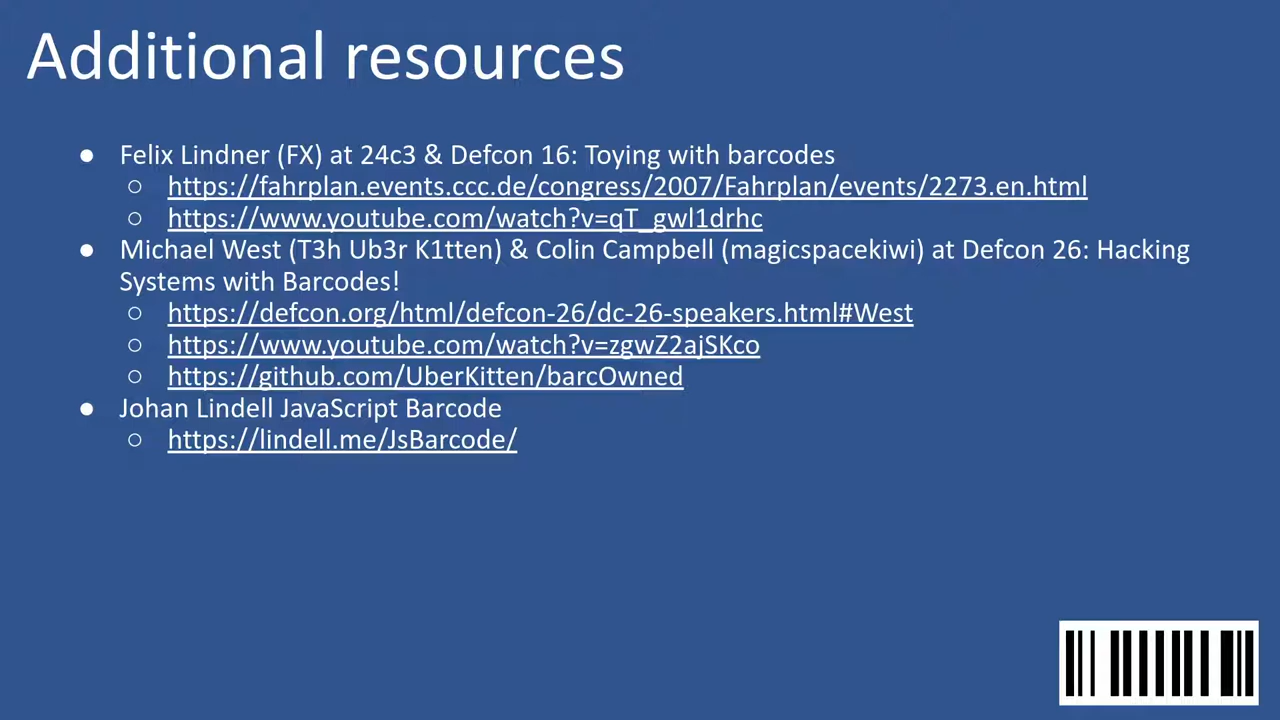 Additional resources
● Felix Lindner (FX) at 24c3 & Defcon 16: Toying with barcodes
○ https://fahrplan.events.ccc.de/congress/2007/Fahrplan/events/2273.en.html
○ https://www.youtube.com/watch?v=qT_gwl1drhc
● Michael West (T3h Ub3r K1tten) & Colin Campbell (magicspacekiwi) at Defcon 26: Hacking
Systems with Barcodes!
○ https://defcon.org/html/defcon-26/dc-26-speakers.html#West
○ https://www.youtube.com/watch?v=zgwZ2ajSKco
○ https://github.com/UberKitten/barcOwned
● Johan Lindell JavaScript Barcode
○ https://lindell.me/JsBarcode/